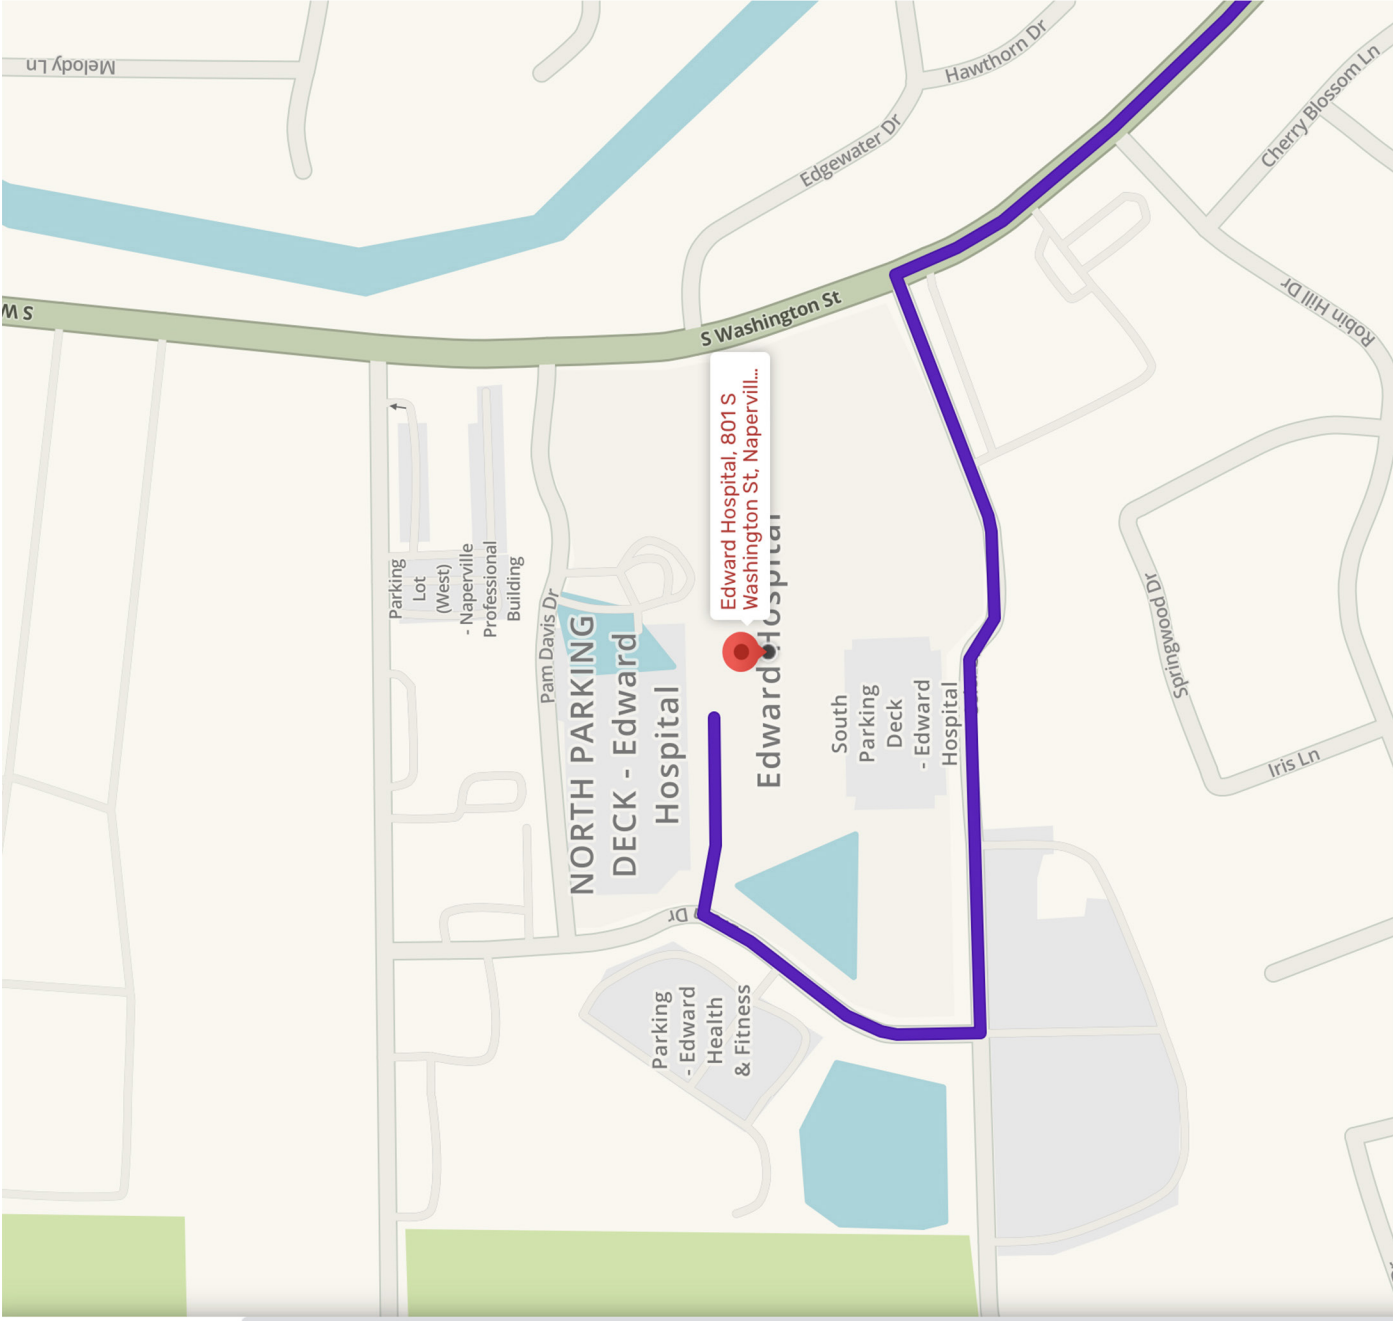 Melody Ln
Hawthorn Dr
Cherry Blossom Ln
Edgewater Dr
Robin Hill Dr
S W
S Washington St
Edward Hospital, 801 S
Washington St, Napervill...
Edward Hospital
Parking
Lot
(West)
- Naperville
Professional
Building
Pam Davis Dr
NORTH PARKING
DECK - Edward
Hospital
South
Parking
Deck
- Edward
Hospital
Springwood Dr
Iris Ln
Dr
Parking
- Edward
Health
& Fitness